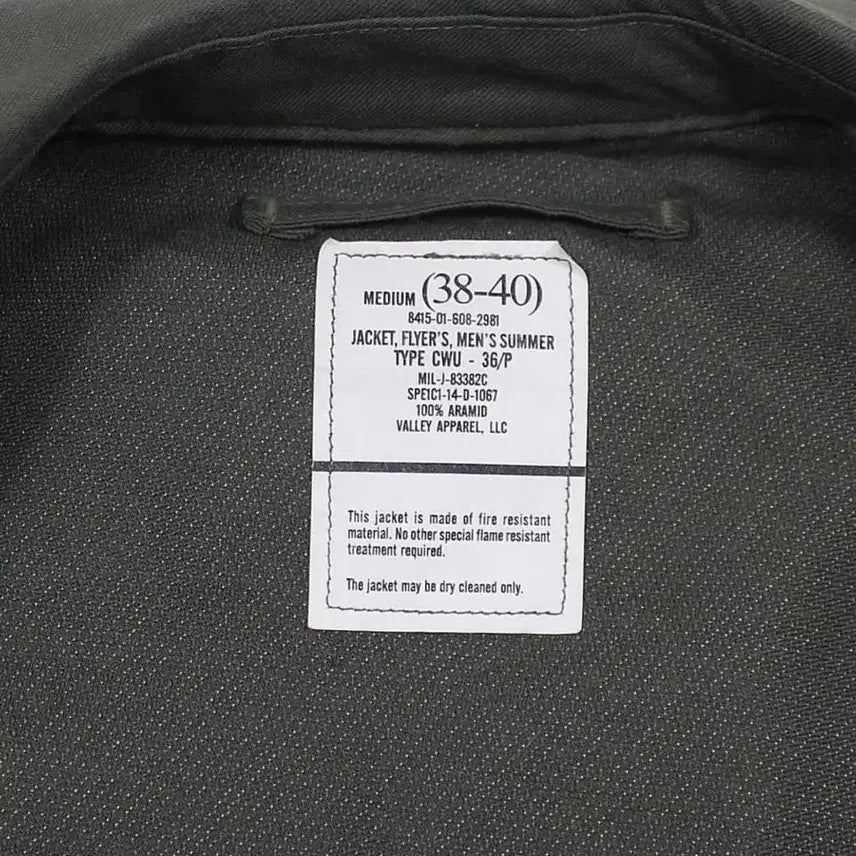 MEDIUM (38-40)
8415-01-608-2981
JACKET, FLYER'S, MEN'S SUMMER
TYPE CWU - 36/P
MIL-J-83382C
SPE1C1-14-D-1067
100% ARAMID
VALLEY APPAREL, LLC
This jacket is made of fire resistant
material. No other special flame resistant
treatment required.
The jacket may be dry cleaned only.